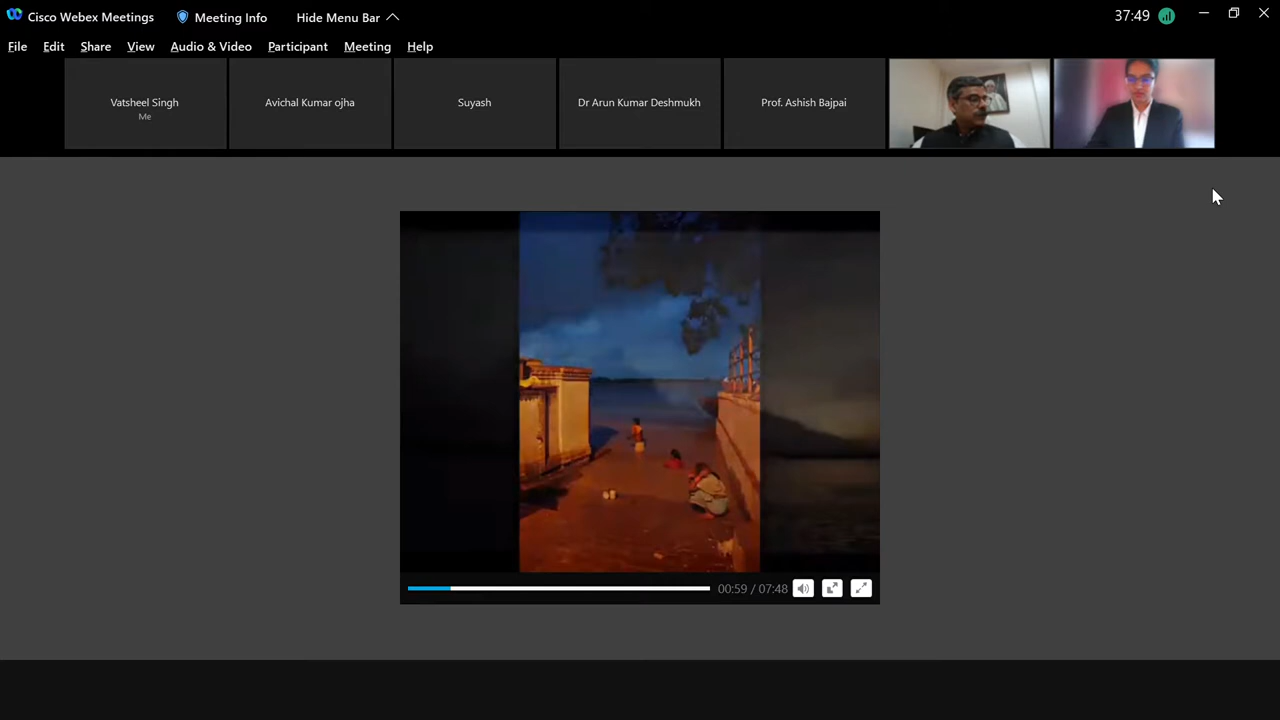 Cisco Webex Meetings
Meeting Info
Hide Menu Bar
37:49
File Edit Share View Audio & Video Participant Meeting Help
Vatsheel Singh
Me
Avichal Kumar ojha
Suyash
Dr Arun Kumar Deshmukh
Prof. Ashish Bajpai
00:59 / 07:48